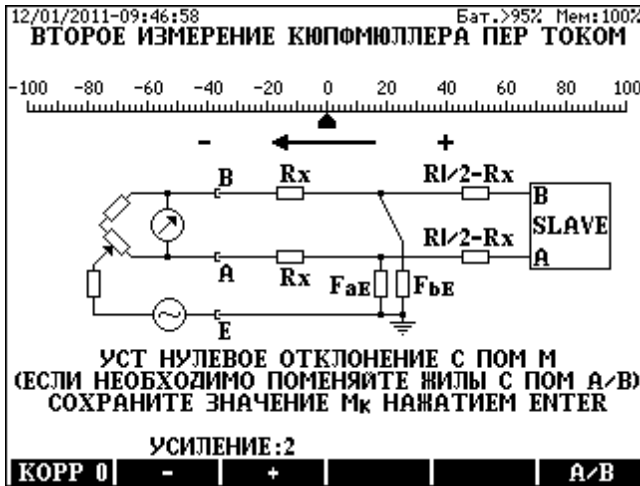 12/01/2011-09:46:58 Бат.>95% Мем:100%
ВТОРОЕ ИЗМЕРЕНИЕ КЮПФМЮЛЛЕРА ПЕР ТОКОМ
-100 -80 -60 -40 -20 0 20 40 60 80 100
- +
B Rx Rl/2-Rx B
SLAVE
A Rx Rl/2-Rx A
FaE FbE
E
УСТ НУЛЕВОЕ ОТКЛОНЕНИЕ С ПОМ М
(ЕСЛИ НЕОБХОДИМО ПОМЕНЯЙТЕ ЖИЛЫ С ПОМ А/В)
СОХРАНИТЕ ЗНАЧЕНИЕ Мк НАЖАТИЕМ ENTER
УСИЛЕНИЕ:2
КОРР 0 - + А/В